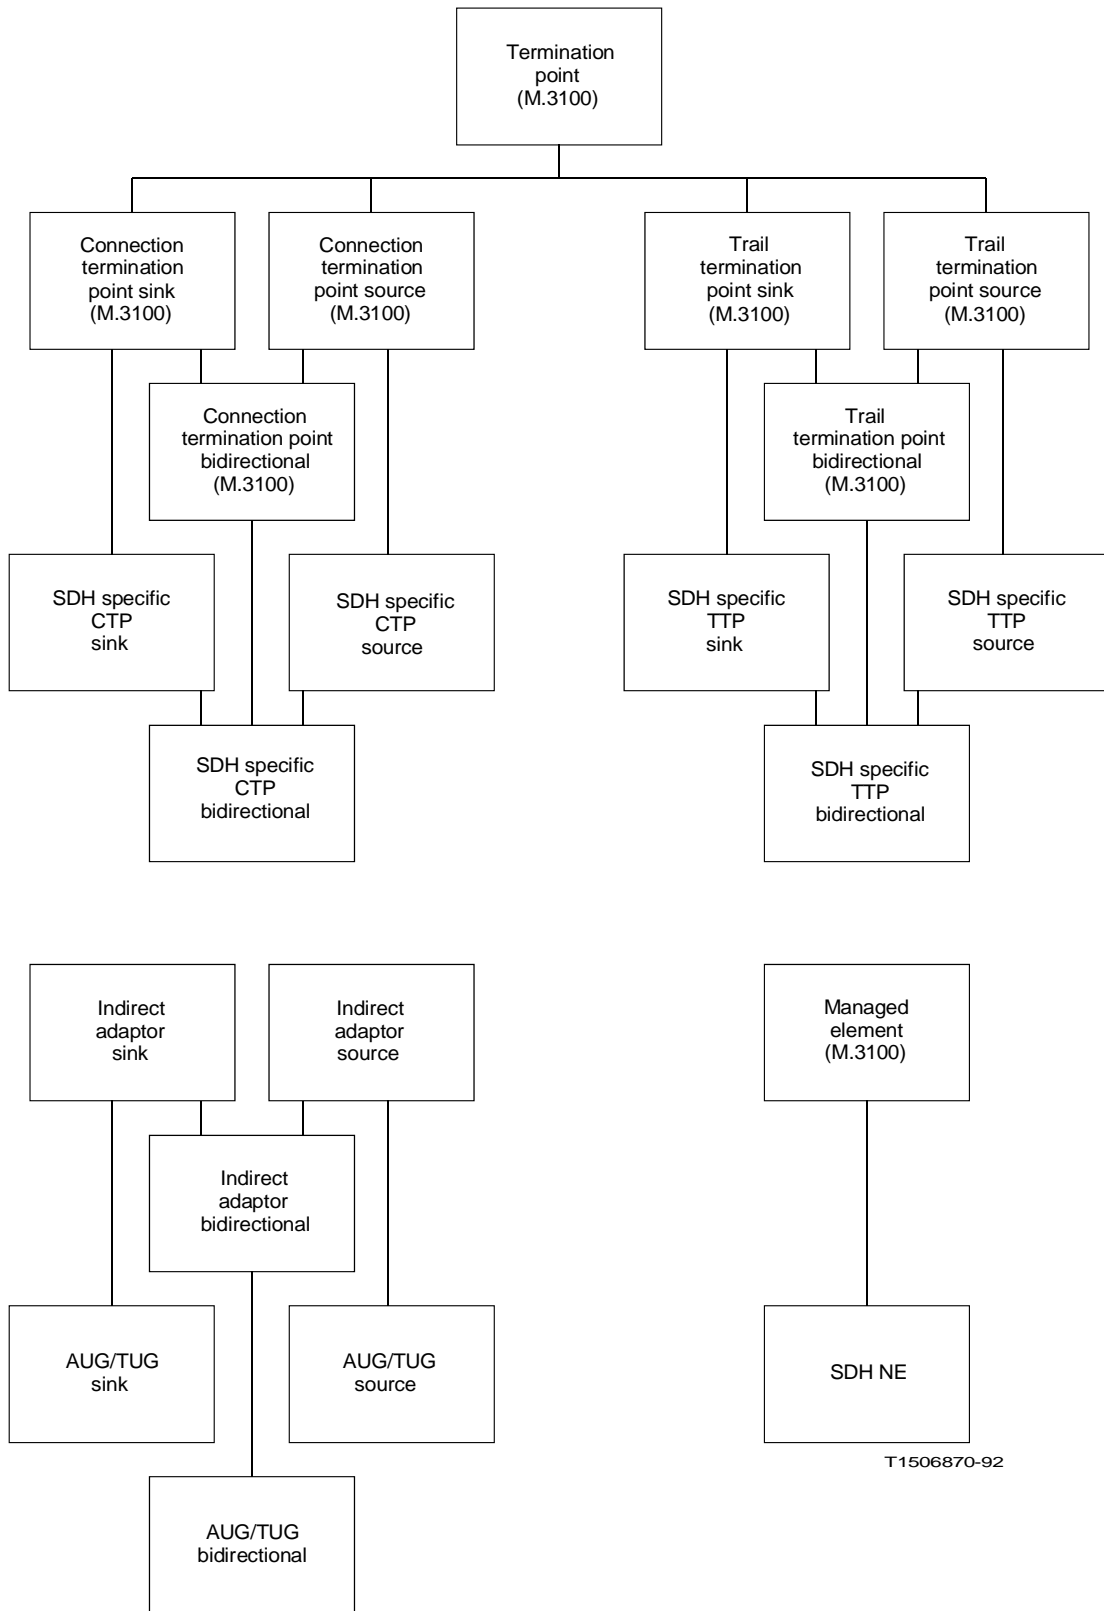 Termination
point
(M.3100)
Connection
termination
point sink
(M.3100)
Connection
termination
point source
(M.3100)
Trail
termination
point sink
(M.3100)
Trail
termination
point source
(M.3100)
Connection
termination point
bidirectional
(M.3100)
Trail
termination point
bidirectional
(M.3100)
SDH specific
CTP
sink
SDH specific
CTP
source
SDH specific
TTP
sink
SDH specific
TTP
source
SDH specific
CTP
bidirectional
SDH specific
TTP
bidirectional
Indirect
adaptor
sink
Indirect
adaptor
source
Managed
element
(M.3100)
Indirect
adaptor
bidirectional
AUG/TUG
sink
AUG/TUG
source
SDH NE
T1506870-92
AUG/TUG
bidirectional